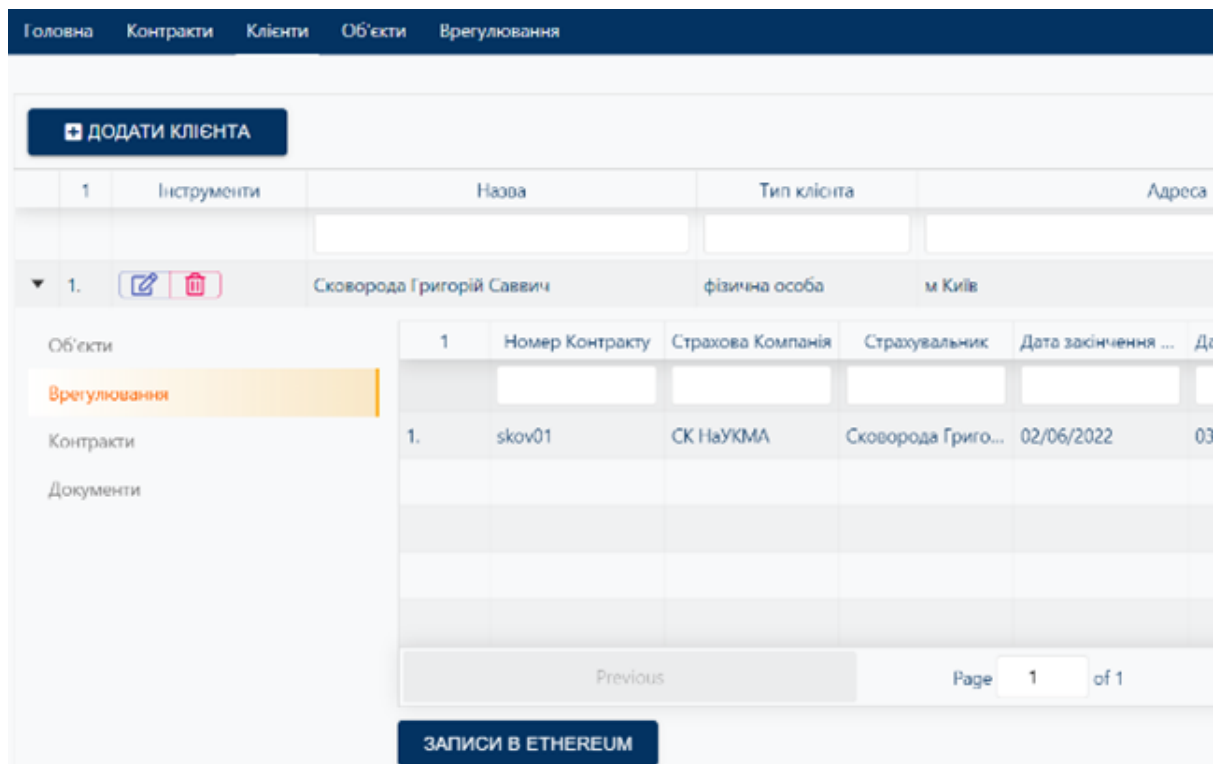 Головна Контракти Клієнти Об'єкти Врегулювання
ДОДАТИ КЛІЄНТА
1 Інструменти Назва Тип клієнта Адреса
1. Сковорода Григорій Саввич фізична особа м Київ
Об'єкти
1 Номер Контракту Страхова Компанія Страхувальник Дата закінчення ... Да
Врегулювання
Контракти
1. skov01 СК НаУКМА Сковорода Григо... 02/06/2022 03
Документи
Previous Page 1 of 1
ЗАПИСИ В ETHEREUM